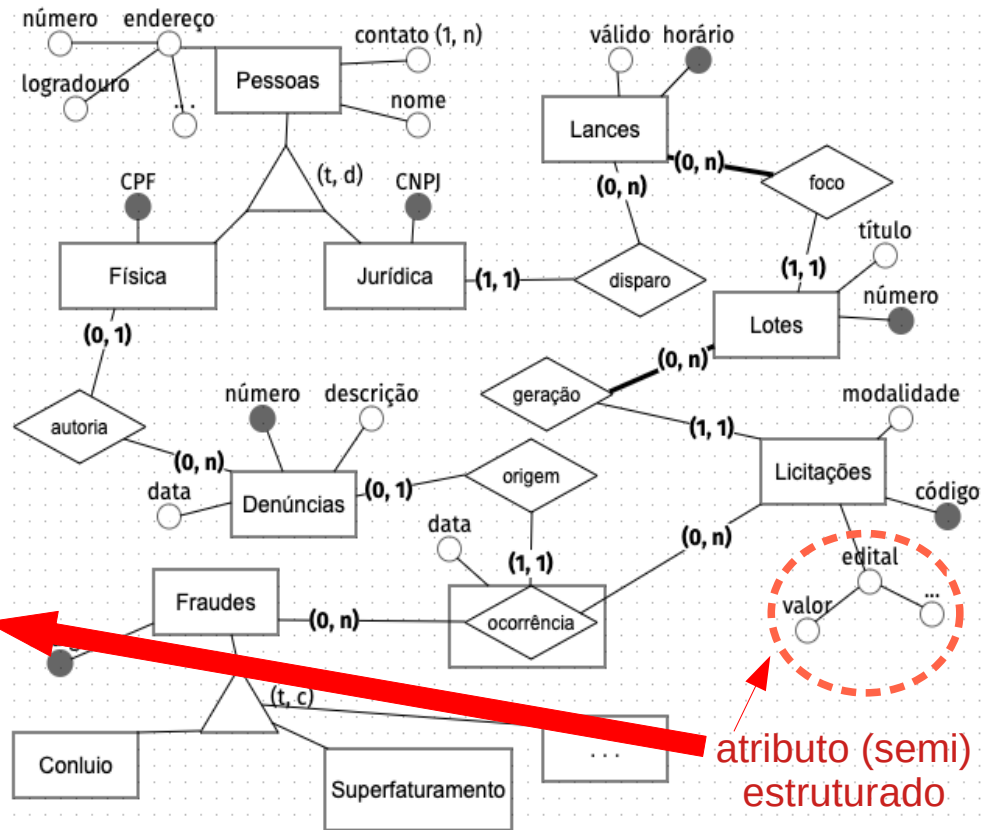 número endereço
contato (1, n)
válido horário
logradouro
...
Pessoas
nome
Lances
(0, n)
(0, n)
foco
(t, d)
CPF
CNPJ
título
Física
Jurídica
(1, 1)
disparo
(1, 1)
número
Lotes
(0, 1)
(0, n)
geração
número descrição
modalidade
autoria
(1, 1)
(0, n)
origem
Licitações
data
Denúncias
(0, 1)
código
data
(0, n)
(1, 1)
edital
valor
...
Fraudes
(0, n)
ocorrência
(t, c)
Conluio
...
Superfaturamento
atributo (semi)
estruturado